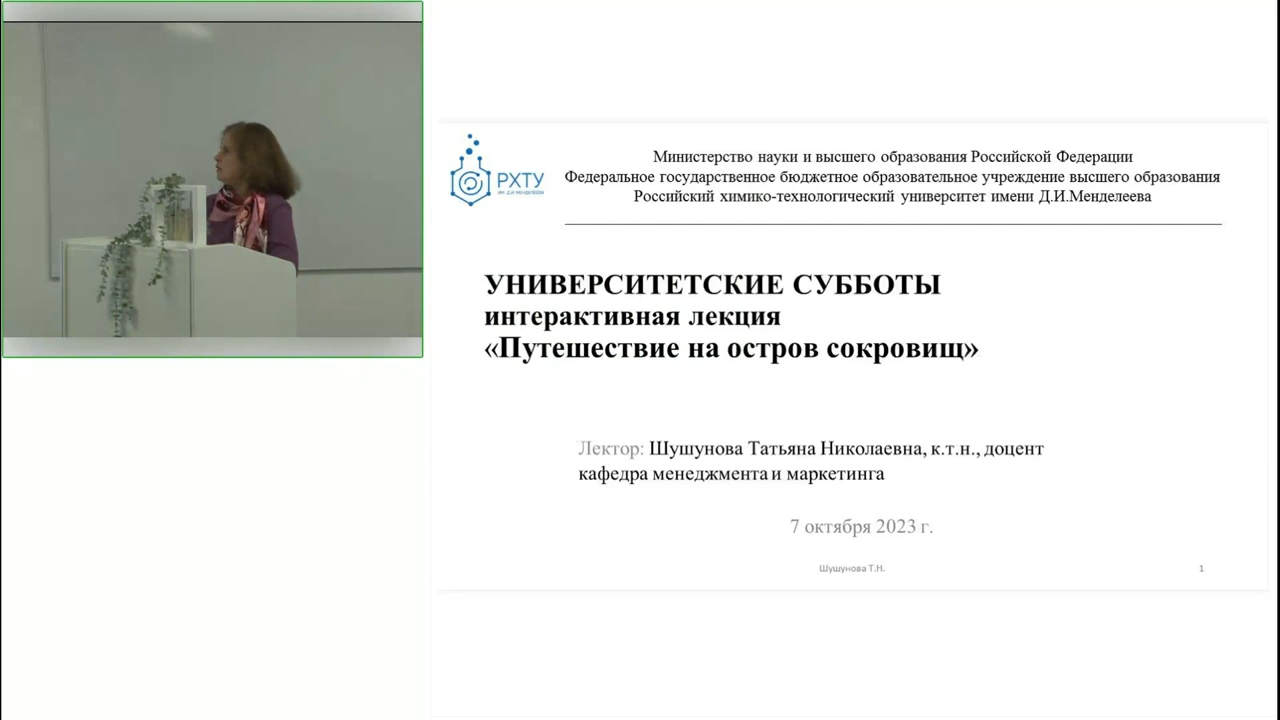 РХТУ
ИМ. Д.И. МЕНДЕЛЕЕВА
Министерство науки и высшего образования Российской Федерации
Федеральное государственное бюджетное образовательное учреждение высшего образования
Российский химико-технологический университет имени Д.И.Менделеева
УНИВЕРСИТЕТСКИЕ СУББОТЫ
интерактивная лекция
«Путешествие на остров сокровищ»
Лектор: Шушунова Татьяна Николаевна, к.т.н., доцент
кафедра менеджмента и маркетинга
7 октября 2023 г.
Шушунова Т.Н.
1